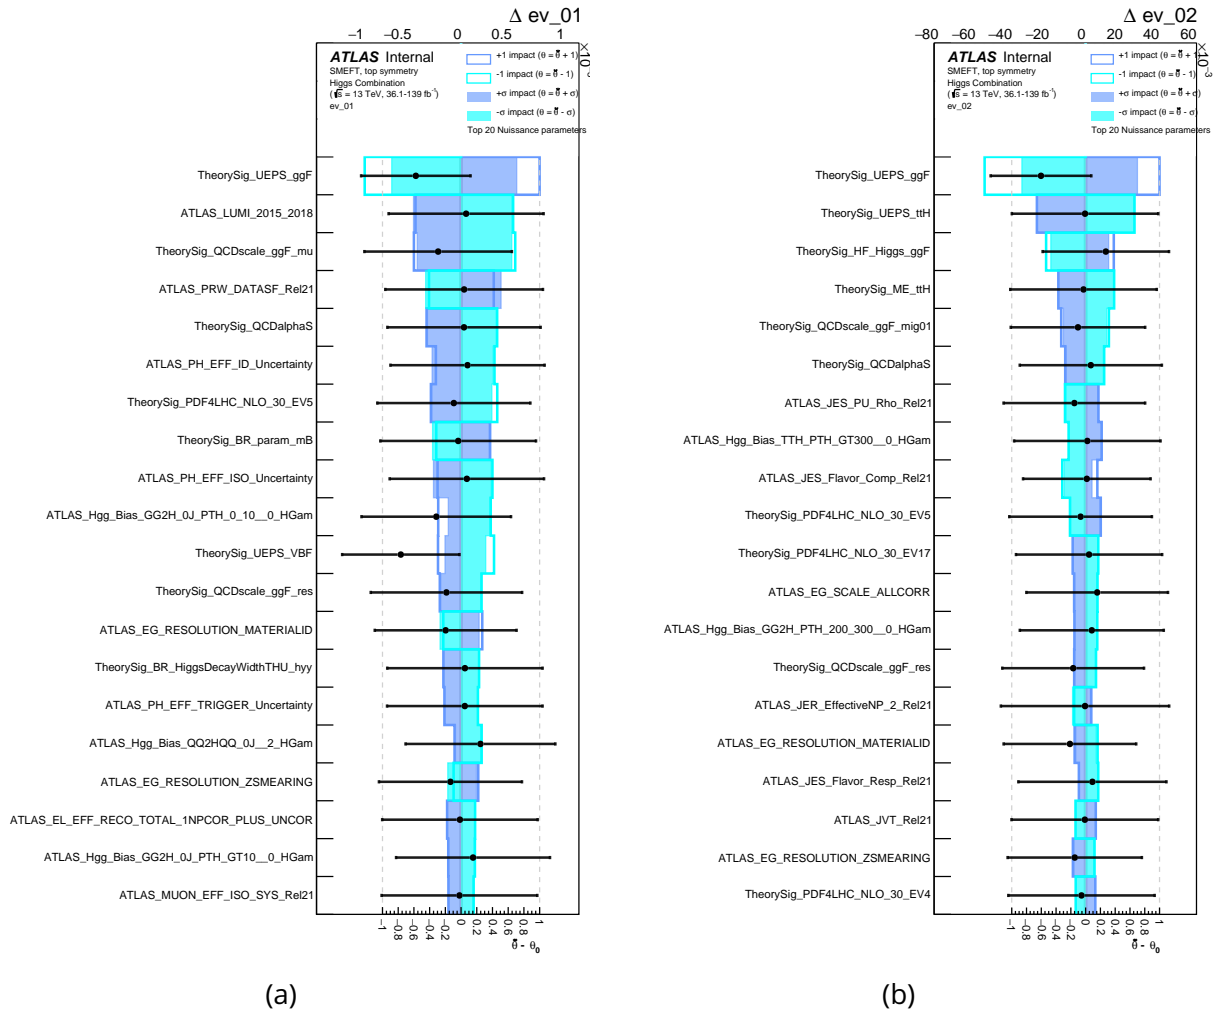 Δ ev_01
−1 −0.5 0 0.5 1
×10
ATLAS Internal
SMEFT, top symmetry
Higgs Combination
(√s = 13 TeV, 36.1-139 fb⁻¹)
ev_01
+1 impact (θ = θ̂ + 1)
-1 impact (θ = θ̂ - 1)
+σ impact (θ = θ̂ + σ)
-σ impact (θ = θ̂ - σ)
Top 20 Nuissance parameters
TheorySig_UEPS_ggF
ATLAS_LUMI_2015_2018
TheorySig_QCDscale_ggF_mu
ATLAS_PRW_DATASF_Rel21
TheorySig_QCDalphaS
ATLAS_PH_EFF_ID_Uncertainty
TheorySig_PDF4LHC_NLO_30_EV5
TheorySig_BR_param_mB
ATLAS_PH_EFF_ISO_Uncertainty
ATLAS_Hgg_Bias_GG2H_0J_PTH_0_10__0_HGam
TheorySig_UEPS_VBF
TheorySig_QCDscale_ggF_res
ATLAS_EG_RESOLUTION_MATERIALID
TheorySig_BR_HiggsDecayWidthTHU_hyy
ATLAS_PH_EFF_TRIGGER_Uncertainty
ATLAS_Hgg_Bias_QQ2HQQ_0J__2_HGam
ATLAS_EG_RESOLUTION_ZSMEARING
ATLAS_EL_EFF_RECO_TOTAL_1NPCOR_PLUS_UNCOR
ATLAS_Hgg_Bias_GG2H_0J_PTH_GT10__0_HGam
ATLAS_MUON_EFF_ISO_SYS_Rel21
-1 -0.8 -0.6 -0.4 -0.2 0 0.2 0.4 0.6 0.8 1
θ̂ - θ₀
(a)
Δ ev_02
−80 −60 −40 −20 0 20 40 60
×10⁻³
ATLAS Internal
SMEFT, top symmetry
Higgs Combination
(√s = 13 TeV, 36.1-139 fb⁻¹)
ev_02
+1 impact (θ = θ̂ + 1
-1 impact (θ = θ̂ - 1)
+σ impact (θ = θ̂ + σ)
-σ impact (θ = θ̂ - σ)
Top 20 Nuissance parameters
TheorySig_UEPS_ggF
TheorySig_UEPS_ttH
TheorySig_HF_Higgs_ggF
TheorySig_ME_ttH
TheorySig_QCDscale_ggF_mig01
TheorySig_QCDalphaS
ATLAS_JES_PU_Rho_Rel21
ATLAS_Hgg_Bias_TTH_PTH_GT300__0_HGam
ATLAS_JES_Flavor_Comp_Rel21
TheorySig_PDF4LHC_NLO_30_EV5
TheorySig_PDF4LHC_NLO_30_EV17
ATLAS_EG_SCALE_ALLCORR
ATLAS_Hgg_Bias_GG2H_PTH_200_300__0_HGam
TheorySig_QCDscale_ggF_res
ATLAS_JER_EffectiveNP_2_Rel21
ATLAS_EG_RESOLUTION_MATERIALID
ATLAS_JES_Flavor_Resp_Rel21
ATLAS_JVT_Rel21
ATLAS_EG_RESOLUTION_ZSMEARING
TheorySig_PDF4LHC_NLO_30_EV4
-1 -0.8 -0.6 -0.4 -0.2 0 0.2 0.4 0.6 0.8 1
θ̂ - θ₀
(b)